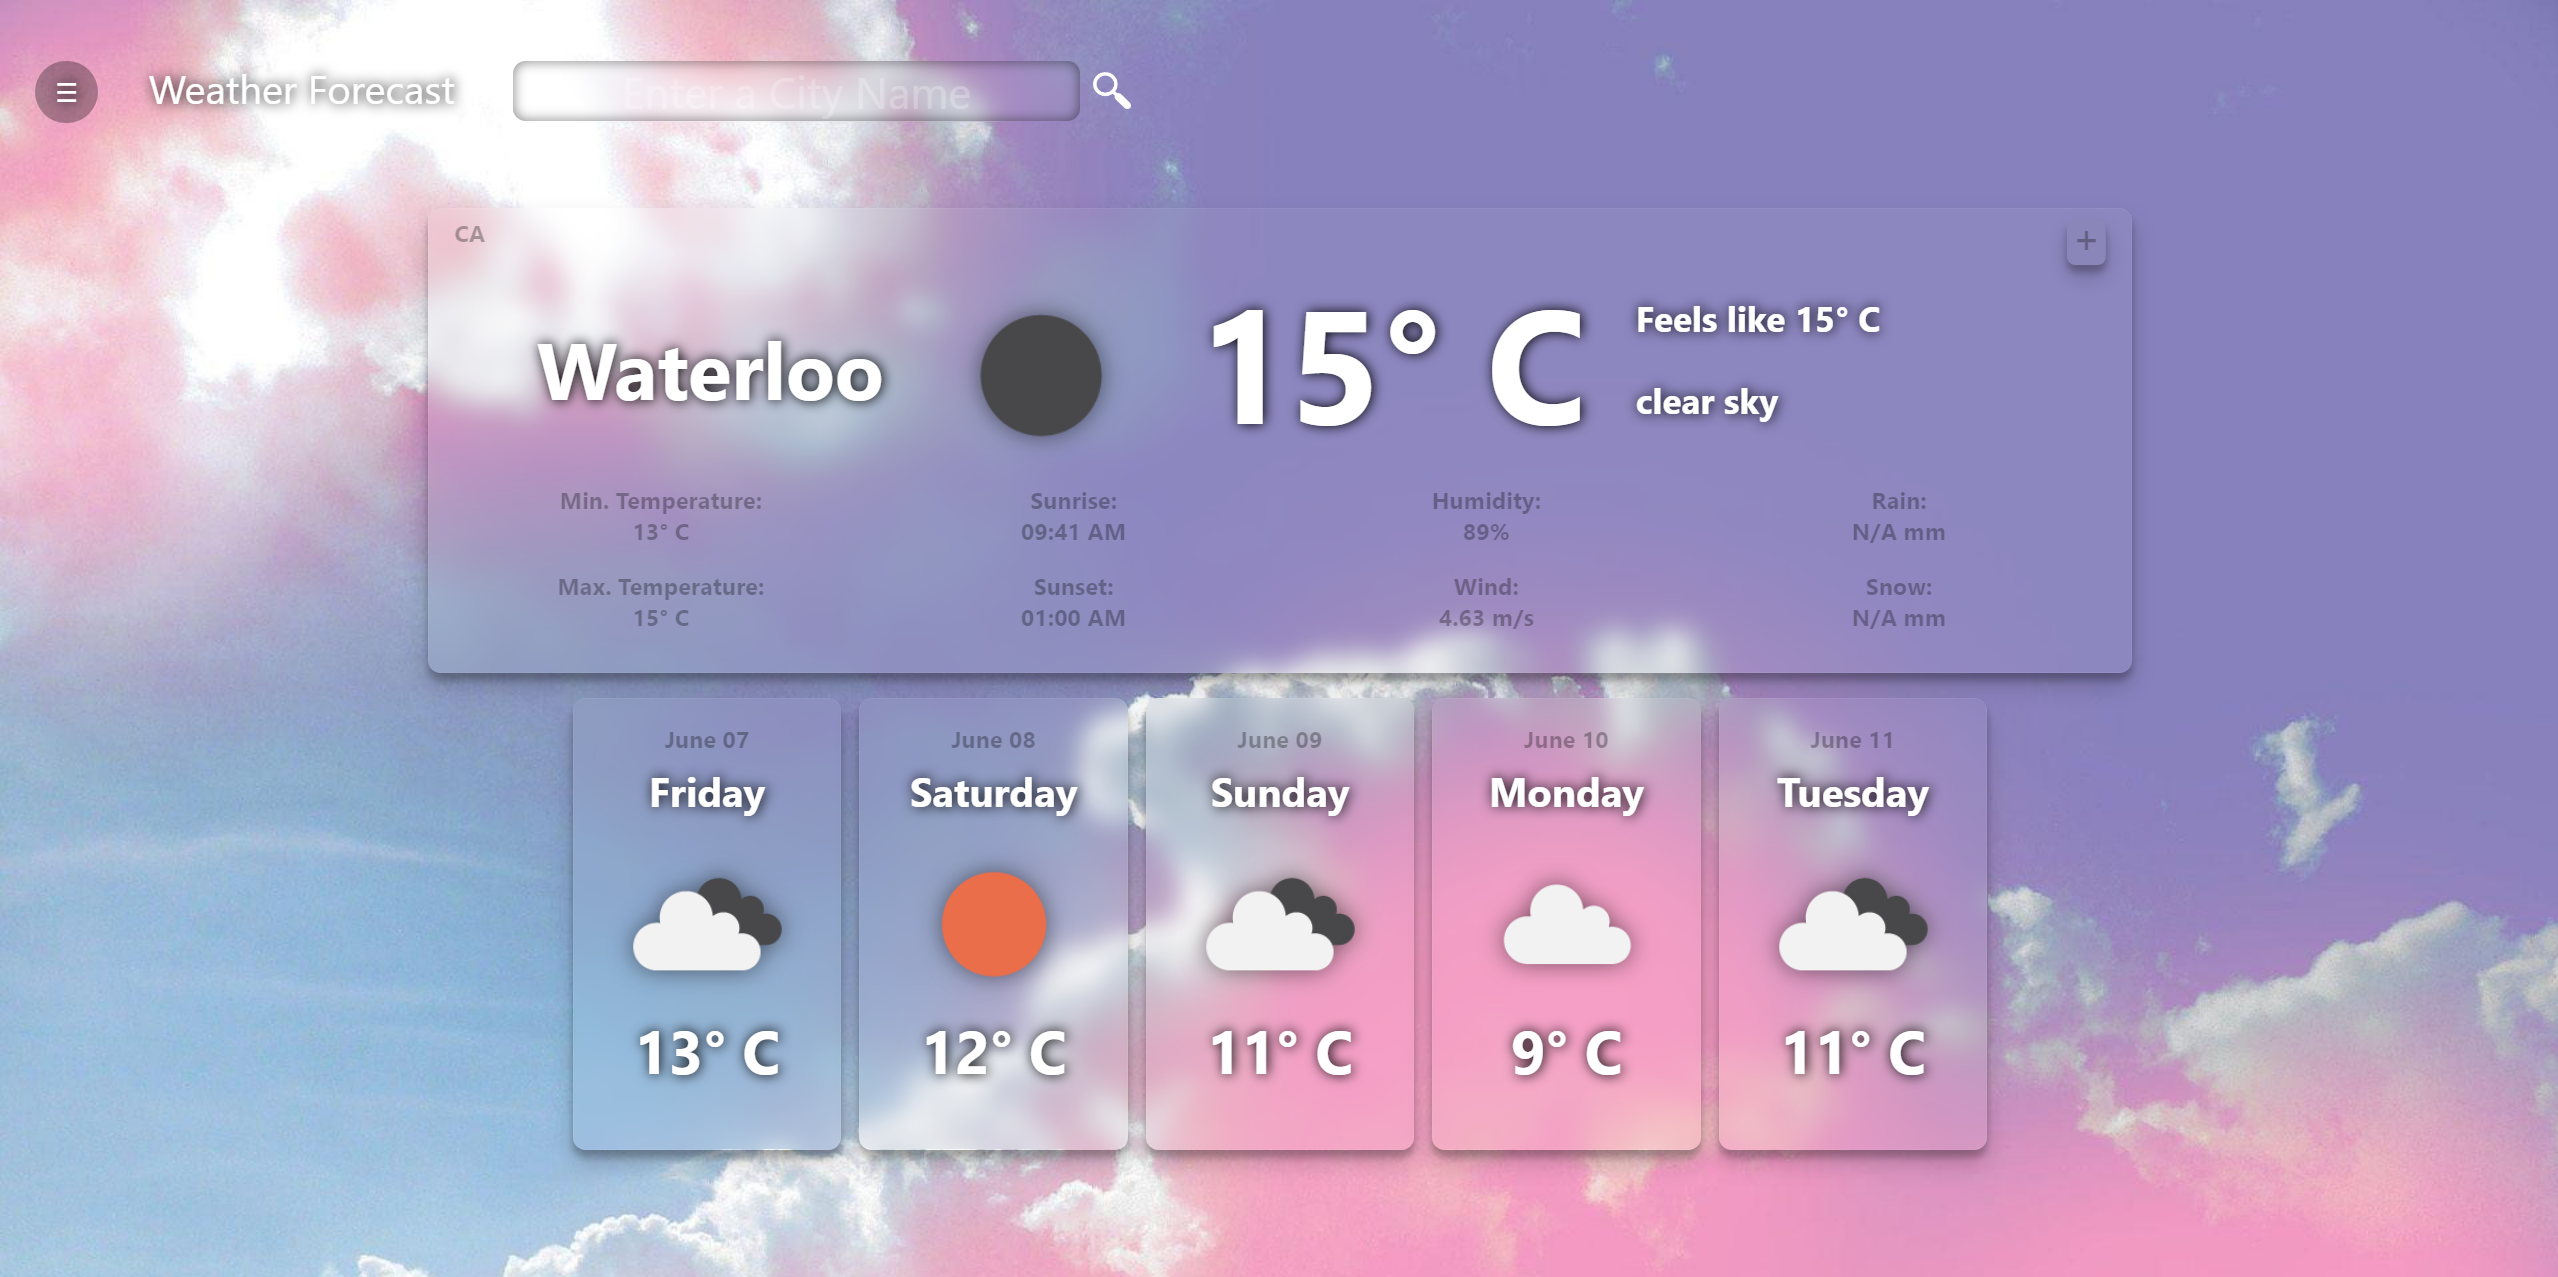 Weather Forecast
Enter a City Name
CA
+
Waterloo
15° C
Feels like 15° C
clear sky
Min. Temperature:
13° C
Sunrise:
09:41 AM
Humidity:
89%
Rain:
N/A mm
Max. Temperature:
15° C
Sunset:
01:00 AM
Wind:
4.63 m/s
Snow:
N/A mm
June 07
Friday
13° C
June 08
Saturday
12° C
June 09
Sunday
11° C
June 10
Monday
9° C
June 11
Tuesday
11° C